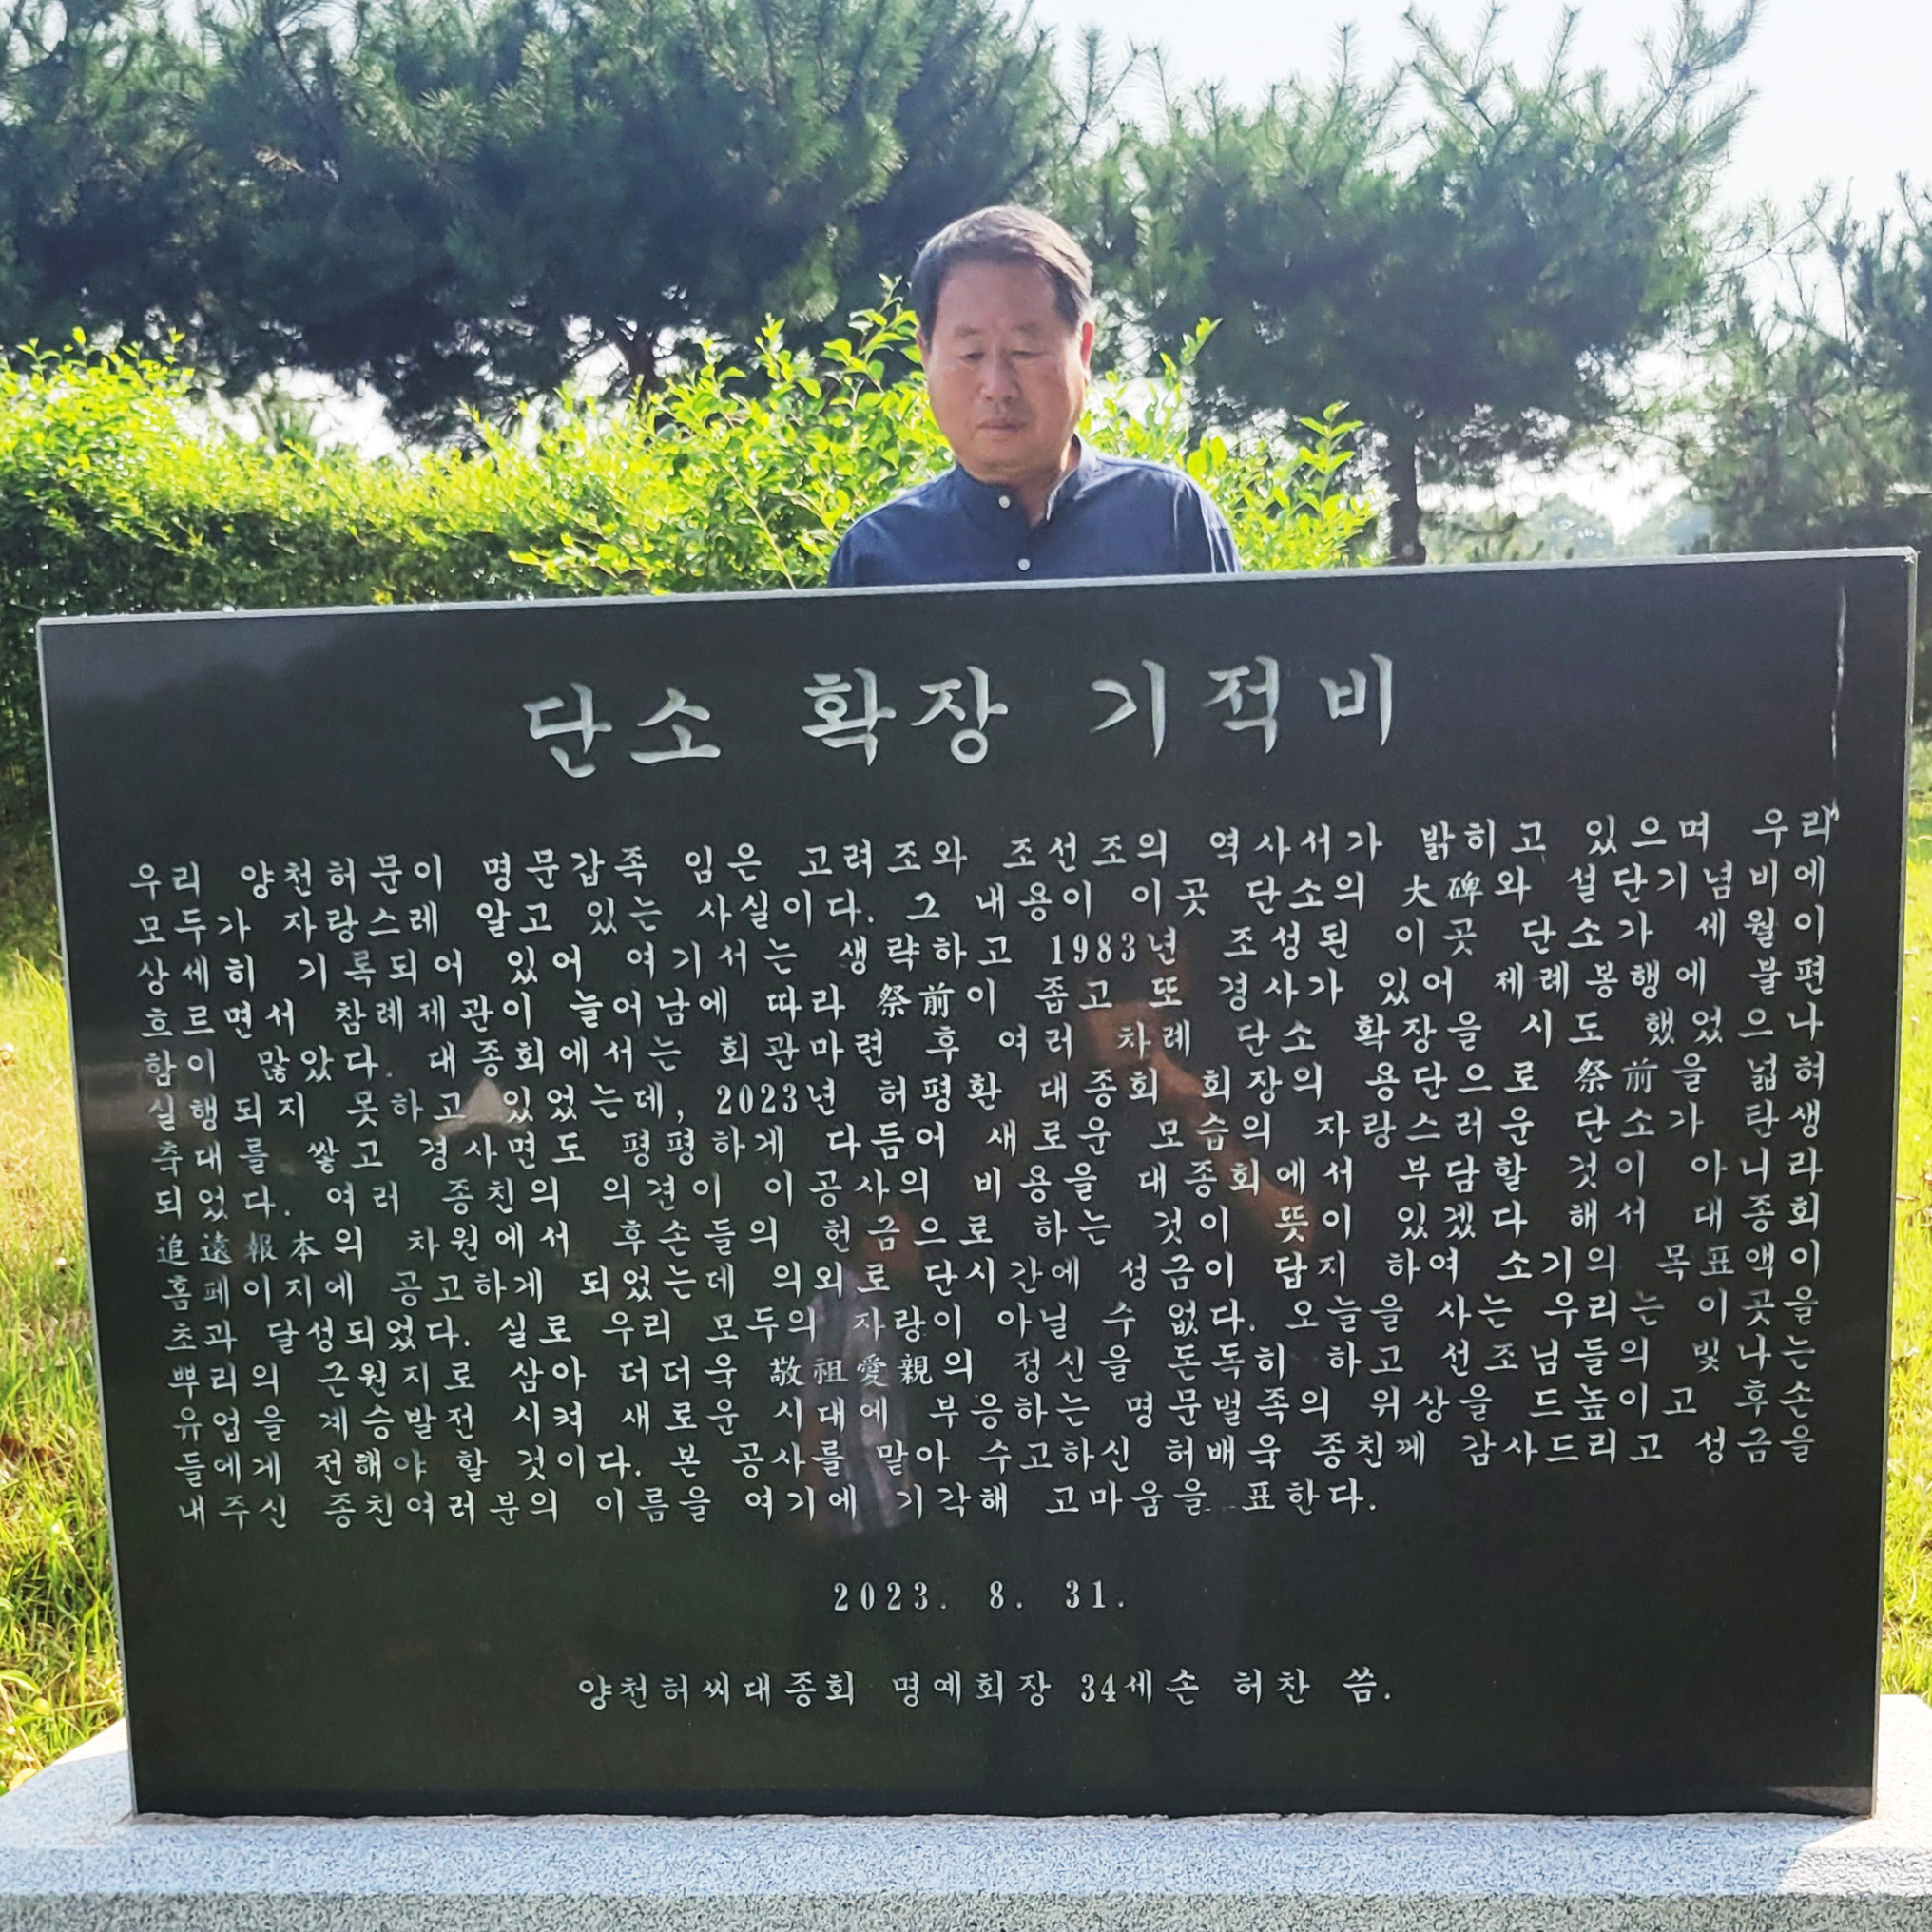 단소 확장 기적비
우리 양천허문이 명문갑족 임은 고려조와 조선조의 역사서가 밝히고 있으며 우리
모두가 자랑스레 알고 있는 사실이다. 그 내용이 이곳 단소의 大碑와 설단기념비에
상세히 기록되어 있어 여기서는 생략하고 1983년 조성된 이곳 단소가 세월이
흐르면서 참례제관이 늘어남에 따라 祭前이 좁고 또 경사가 있어 제례봉행에 불편
함이 많았다. 대종회에서는 회관마련 후 여러 차례 단소 확장을 시도 했었으나
실행되지 못하고 있었는데, 2023년 허평환 대종회 회장의 용단으로 祭前을 넓혀
축대를 쌓고 경사면도 평평하게 다듬어 새로운 모습의 자랑스러운 단소가 탄생
되었다. 여러 종친의 의견이 이공사의 비용을 대종회에서 부담할 것이 아니라
追遠報本의 차원에서 후손들의 헌금으로 하는 것이 뜻이 있겠다 해서 대종회
홈페이지에 공고하게 되었는데 의외로 단시간에 성금이 답지 하여 소기의 목표액이
초과 달성되었다. 실로 우리 모두의 자랑이 아닐 수 없다. 오늘을 사는 우리는 이곳을
뿌리의 근원지로 삼아 더더욱 敬祖愛親의 정신을 돈독히 하고 선조님들의 빛나는
유업을 계승발전 시켜 새로운 시대에 부응하는 명문벌족의 위상을 드높이고 후손
들에게 전해야 할 것이다. 본 공사를 맡아 수고하신 허배욱 종친께 감사드리고 성금을
내주신 종친여러분의 이름을 여기에 기각해 고마움을 표한다.
2023. 8. 31.
양천허씨대종회 명예회장 34세손 허찬 씀.